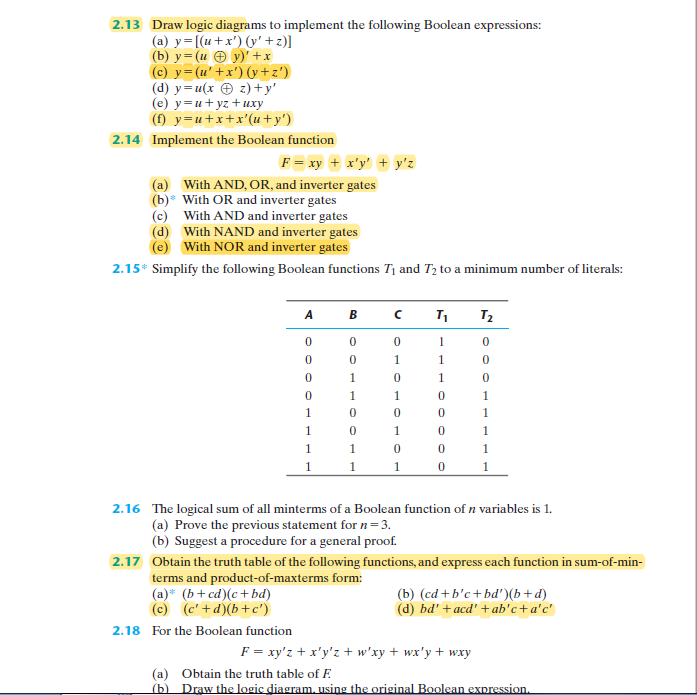 2.13 Draw logic diagrams to implement the following Boolean expressions:
(a) y = [(u + x') (y' + z)]
(b) y = (u ⊕ y)' + x
(c) y = (u' + x') (y + z')
(d) y = u(x ⊕ z) + y'
(e) y = u + yz + uxy
(f) y = u + x + x'(u + y')
2.14 Implement the Boolean function
F = xy + x'y' + y'z
(a) With AND, OR, and inverter gates
(b)* With OR and inverter gates
(c) With AND and inverter gates
(d) With NAND and inverter gates
(e) With NOR and inverter gates
2.15* Simplify the following Boolean functions T1 and T2 to a minimum number of literals:
A B C T1 T2
0 0 0 1 0
0 0 1 1 0
0 1 0 1 0
0 1 1 0 1
1 0 0 0 1
1 0 1 0 1
1 1 0 0 1
1 1 1 0 1
2.16 The logical sum of all minterms of a Boolean function of n variables is 1.
(a) Prove the previous statement for n = 3.
(b) Suggest a procedure for a general proof.
2.17 Obtain the truth table of the following functions, and express each function in sum-of-min-
terms and product-of-maxterms form:
(a)* (b + cd)(c + bd) (b) (cd + b'c + bd')(b + d)
(c) (c' + d)(b + c') (d) bd' + acd' + ab'c + a'c'
2.18 For the Boolean function
F = xy'z + x'y'z + w'xy + wx'y + wxy
(a) Obtain the truth table of F.
(b) Draw the logic diagram, using the original Boolean expression.